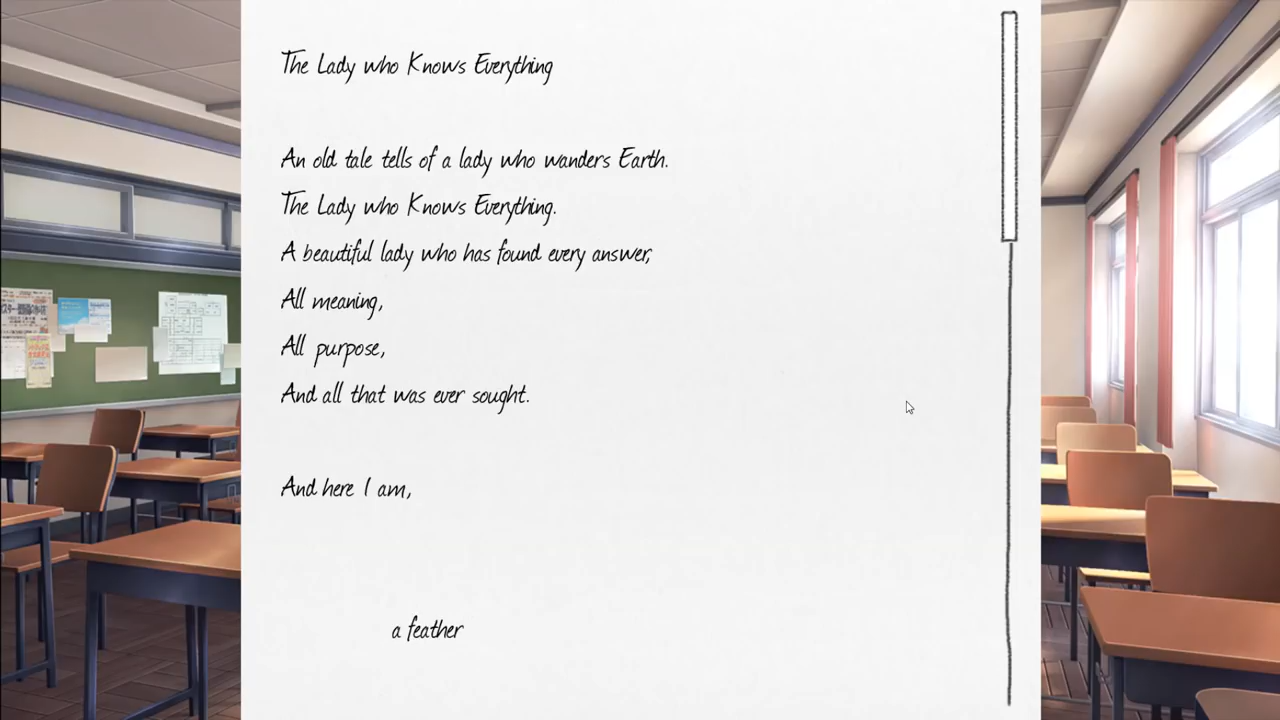 The Lady who Knows Everything
An old tale tells of a lady who wanders Earth.
The Lady who Knows Everything.
A beautiful lady who has found every answer,
All meaning,
All purpose,
And all that was ever sought.
And here I am,
a feather